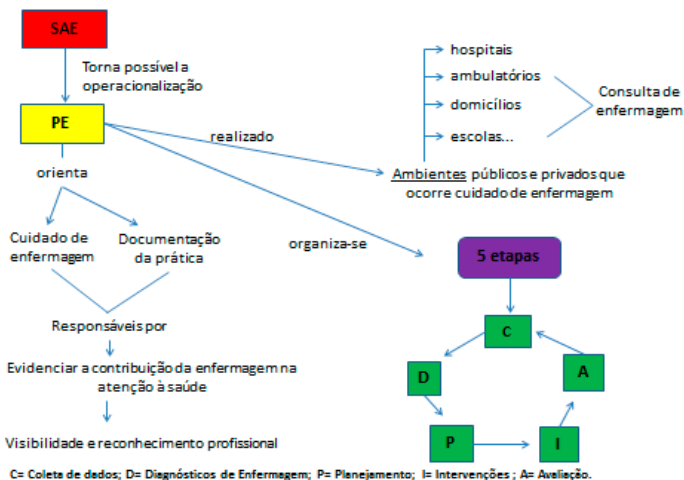 SAE
Torna possível a
operacionalização
PE
realizado
hospitais
ambulatórios
domicílios
escolas...
Consulta de
enfermagem
Ambientes públicos e privados que
ocorre cuidado de enfermagem
orienta
Cuidado de
enfermagem
Documentação
da prática
organiza-se
5 etapas
Responsáveis por
Evidenciar a contribuição da enfermagem na
atenção à saúde
Visibilidade e reconhecimento profissional
C
D
P
I
A
C= Coleta de dados; D= Diagnósticos de Enfermagem; P= Planejamento; I= Intervenções ; A= Avaliação.